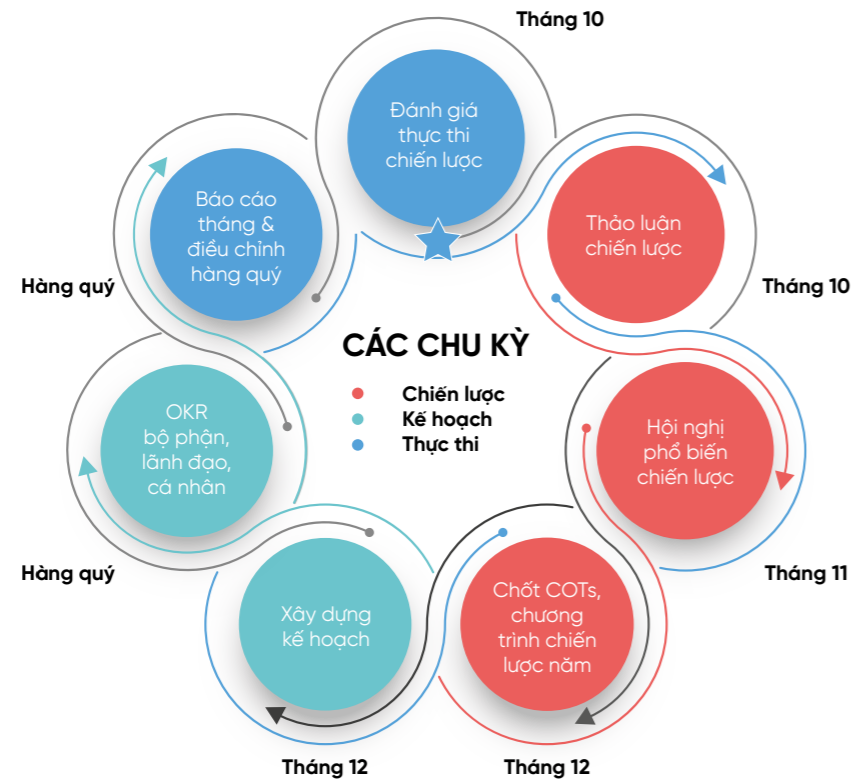 Tháng 10
Đánh giá
thực thi
chiến lược
Thảo luận
chiến lược
Tháng 10
Hội nghị
phổ biến
chiến lược
Tháng 11
Chốt COTs,
chương
trình chiến
lược năm
Tháng 12
Xây dựng
kế hoạch
Tháng 12
OKR
bộ phận,
lãnh đạo,
cá nhân
Hàng quý
Báo cáo
tháng &
điều chỉnh
hàng quý
Hàng quý
CÁC CHU KỲ
Chiến lược
Kế hoạch
Thực thi